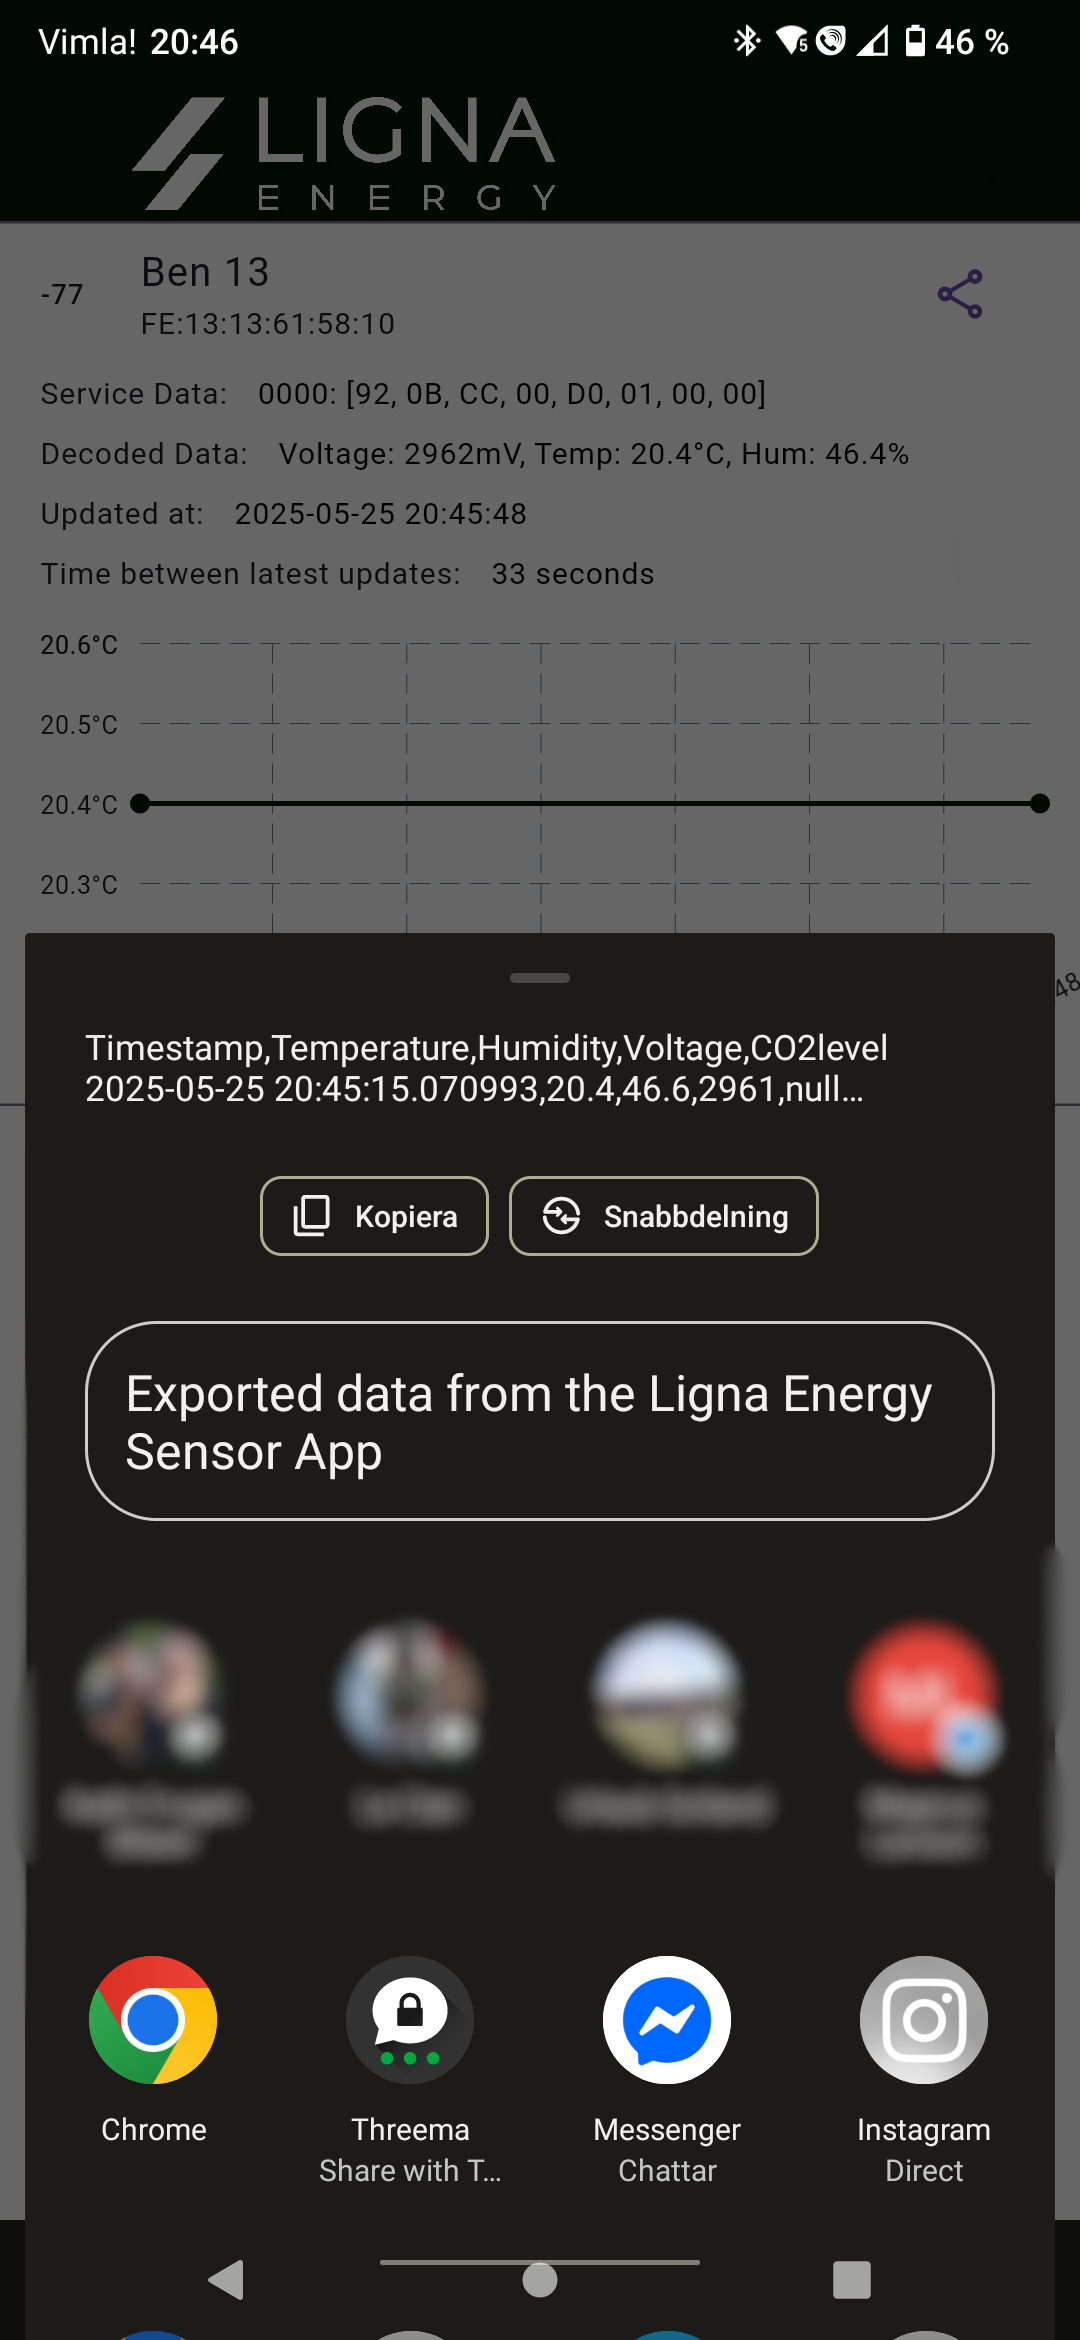 Vimla! 20:46
5
46 %
LIGNA
ENERGY
-77
Ben 13
FE:13:13:61:58:10
Service Data: 0000: [92, 0B, CC, 00, D0, 01, 00, 00]
Decoded Data: Voltage: 2962mV, Temp: 20.4°C, Hum: 46.4%
Updated at: 2025-05-25 20:45:48
Time between latest updates: 33 seconds
20.6°C
20.5°C
20.4°C
20.3°C
48
Timestamp,Temperature,Humidity,Voltage,CO2level
2025-05-25 20:45:15.070993,20.4,46.6,2961,null...
Kopiera
Snabbdelning
Exported data from the Ligna Energy
Sensor App
Chrome
Threema
Share with T...
Messenger
Chattar
Instagram
Direct